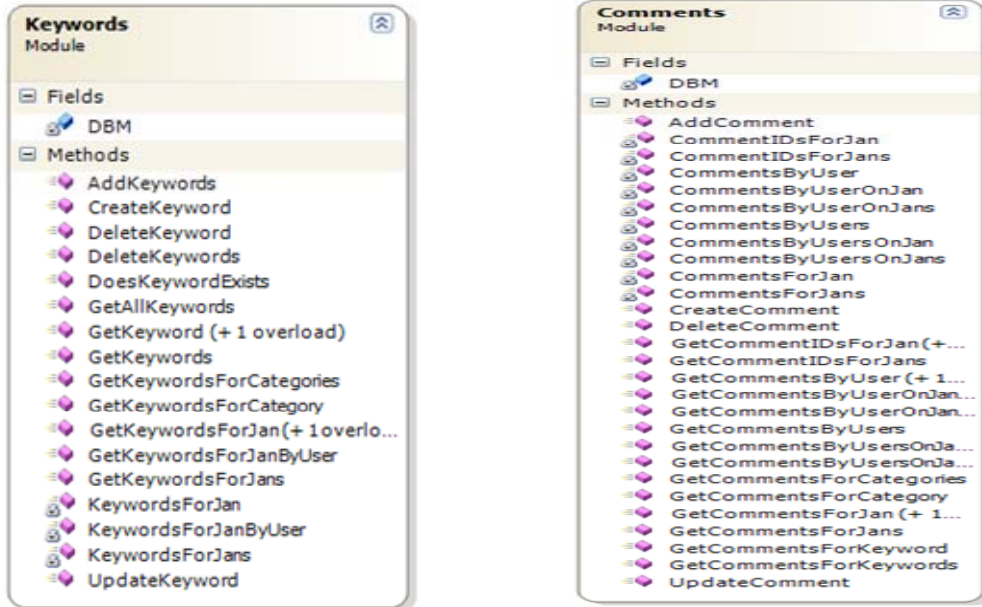 Keywords
Module
Fields
DBM
Methods
AddKeywords
CreateKeyword
DeleteKeyword
DeleteKeywords
DoesKeywordExists
GetAllKeywords
GetKeyword (+ 1 overload)
GetKeywords
GetKeywordsForCategories
GetKeywordsForCategory
GetKeywordsForJan(+ 1overlo...
GetKeywordsForJanByUser
GetKeywordsForJans
KeywordsForJan
KeywordsForJanByUser
KeywordsForJans
UpdateKeyword
Comments
Module
Fields
DBM
Methods
AddComment
CommentIDsForJan
CommentIDsForJans
CommentsByUser
CommentsByUserOnJan
CommentsByUserOnJans
CommentsByUsers
CommentsByUsersOnJan
CommentsByUsersOnJans
CommentsForJan
CommentsForJans
CreateComment
DeleteComment
GetCommentIDsForJan(+...
GetCommentIDsForJans
GetCommentsByUser (+ 1...
GetCommentsByUserOnJan...
GetCommentsByUserOnJan...
GetCommentsByUsers
GetCommentsByUsersOnJa...
GetCommentsByUsersOnJa...
GetCommentsForCategories
GetCommentsForCategory
GetCommentsForJan (+ 1...
GetCommentsForJans
GetCommentsForKeyword
GetCommentsForKeywords
UpdateComment